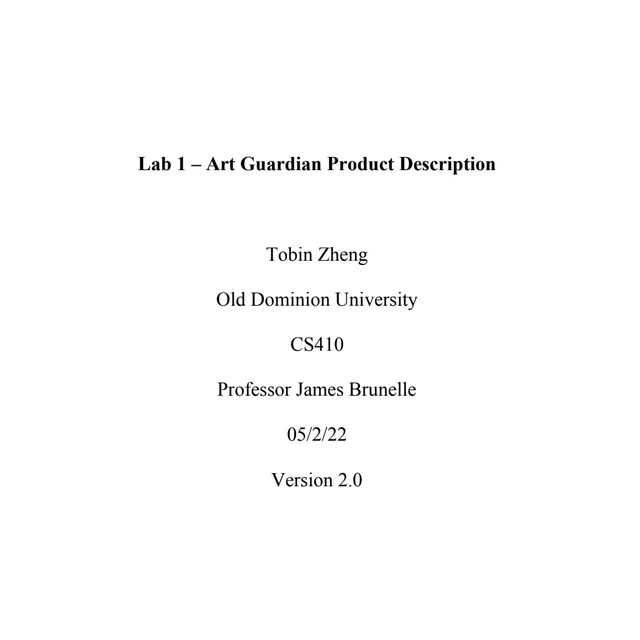 Lab 1 – Art Guardian Product Description
Tobin Zheng
Old Dominion University
CS410
Professor James Brunelle
05/2/22
Version 2.0